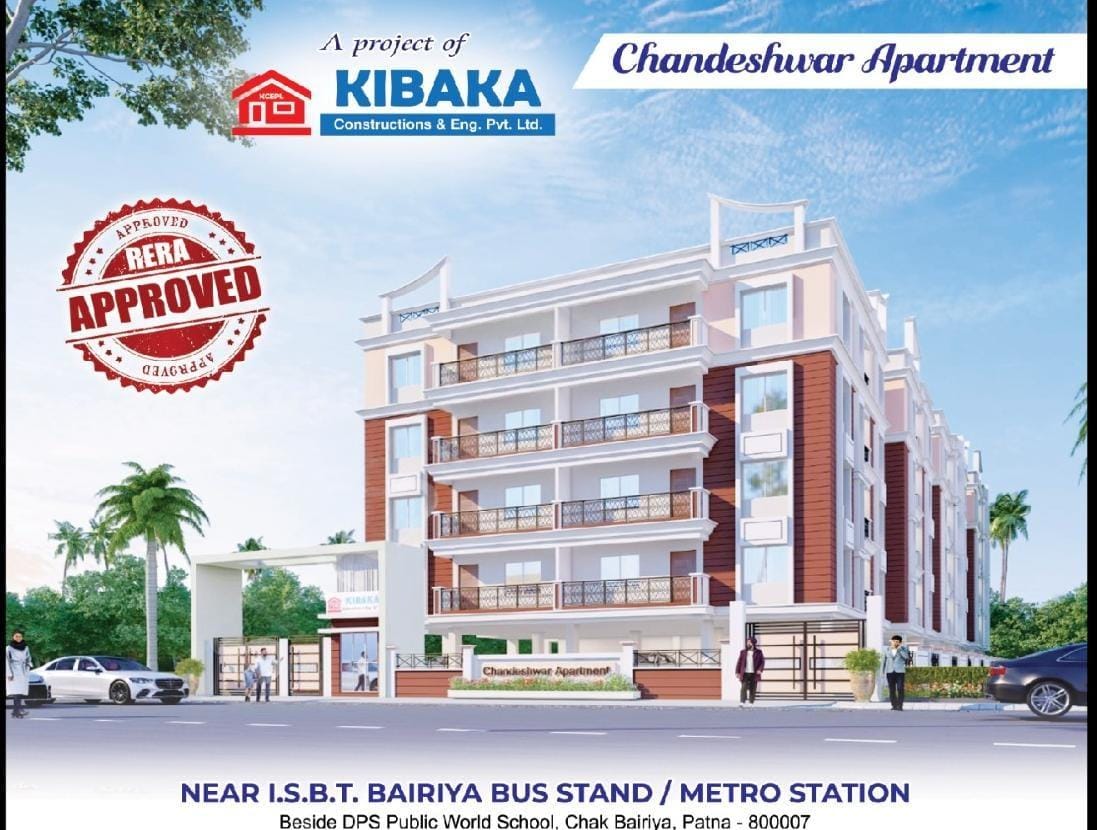 A project of
KCEPL
KIBAKA
Constructions & Eng. Pvt. Ltd.
Chandeshwar Apartment
APPROVED
RERA
APPROVED
APPROVED
KIBAKA
Chandeshwar Apartment
NEAR I.S.B.T. BAIRIYA BUS STAND / METRO STATION
Beside DPS Public World School, Chak Bairiya, Patna - 800007